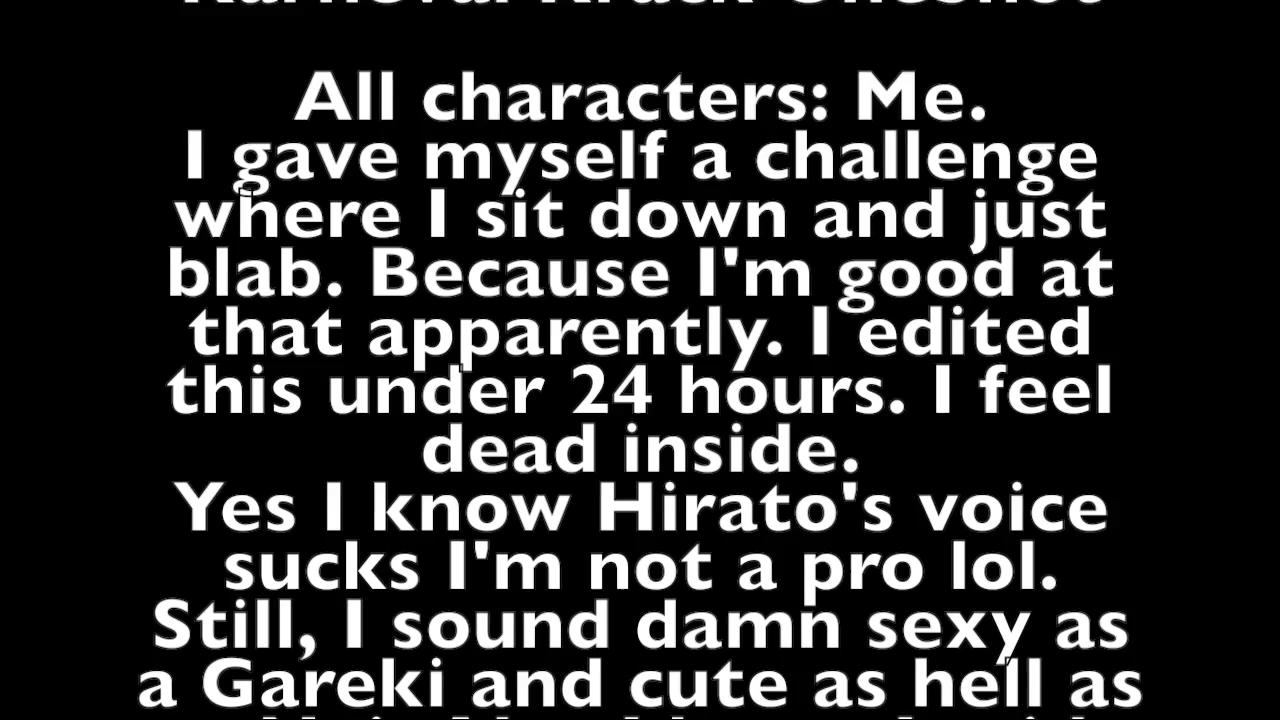 All characters: Me.
I gave myself a challenge
where I sit down and just
blab. Because I'm good at
that apparently. I edited
this under 24 hours. I feel
dead inside.
Yes I know Hirato's voice
sucks I'm not a pro lol.
Still, I sound damn sexy as
a Gareki and cute as hell as